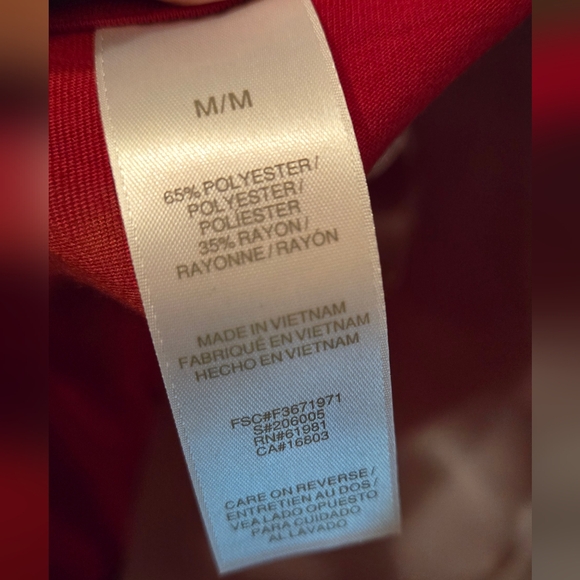 M/M
65% POLYESTER/
POLYESTER/
POLIÉSTER
35% RAYON/
RAYONNE/RAYÓN
MADE IN VIETNAM
FABRIQUÉ EN VIETNAM
HECHO EN VIETNAM
FSC#F3671971
S#206005
RN#61981
CA#16803
CARE ON REVERSE/
ENTRETIEN AU DOS/
VEA LADO OPUESTO
PARA CUIDADO
AL LAVADO